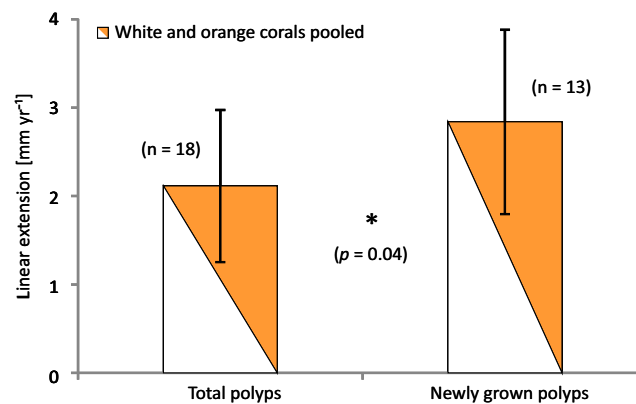 4
White and orange corals pooled
(n = 13)
3
(n = 18)
2
*
(p = 0.04)
1
0
Linear extension [mm yr⁻¹]
Total polyps
Newly grown polyps